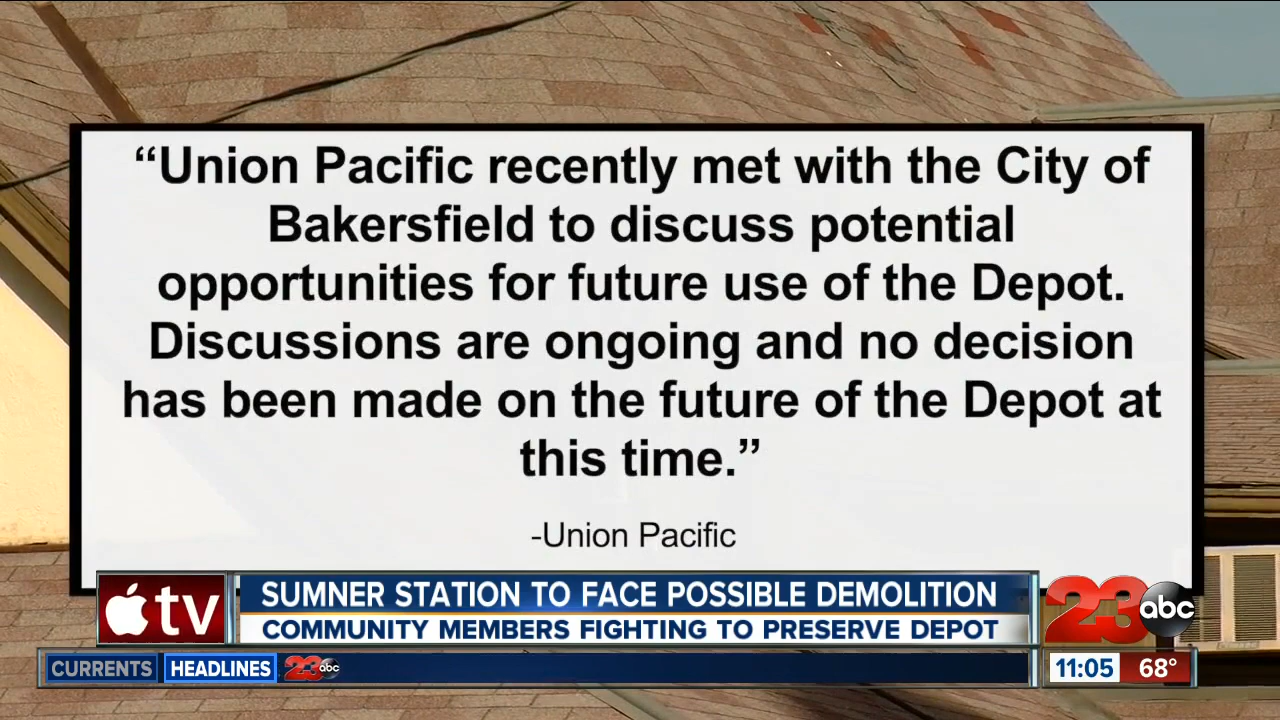 “Union Pacific recently met with the City of
Bakersfield to discuss potential
opportunities for future use of the Depot.
Discussions are ongoing and no decision
has been made on the future of the Depot at
this time.”
-Union Pacific
tv
SUMNER STATION TO FACE POSSIBLE DEMOLITION
COMMUNITY MEMBERS FIGHTING TO PRESERVE DEPOT
23 abc
CURRENTS HEADLINES 23 abc
11:05 68°